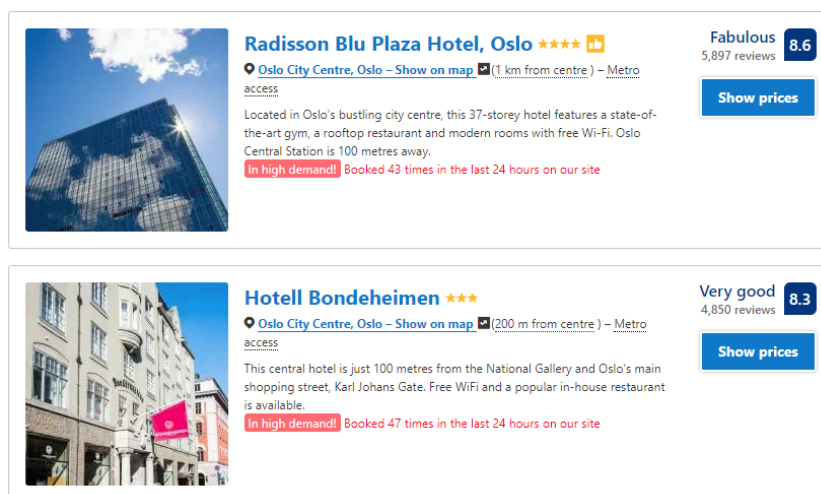 Radisson Blu Plaza Hotel, Oslo
Fabulous
5,897 reviews
8.6
Oslo City Centre, Oslo – Show on map (1 km from centre ) – Metro
access
Show prices
Located in Oslo's bustling city centre, this 37-storey hotel features a state-of-
the-art gym, a rooftop restaurant and modern rooms with free Wi-Fi. Oslo
Central Station is 100 metres away.
In high demand! Booked 43 times in the last 24 hours on our site
Hotell Bondeheimen
Very good
4,850 reviews
8.3
Oslo City Centre, Oslo – Show on map (200 m from centre ) – Metro
access
Show prices
This central hotel is just 100 metres from the National Gallery and Oslo's main
shopping street, Karl Johans Gate. Free WiFi and a popular in-house restaurant
is available.
In high demand! Booked 47 times in the last 24 hours on our site